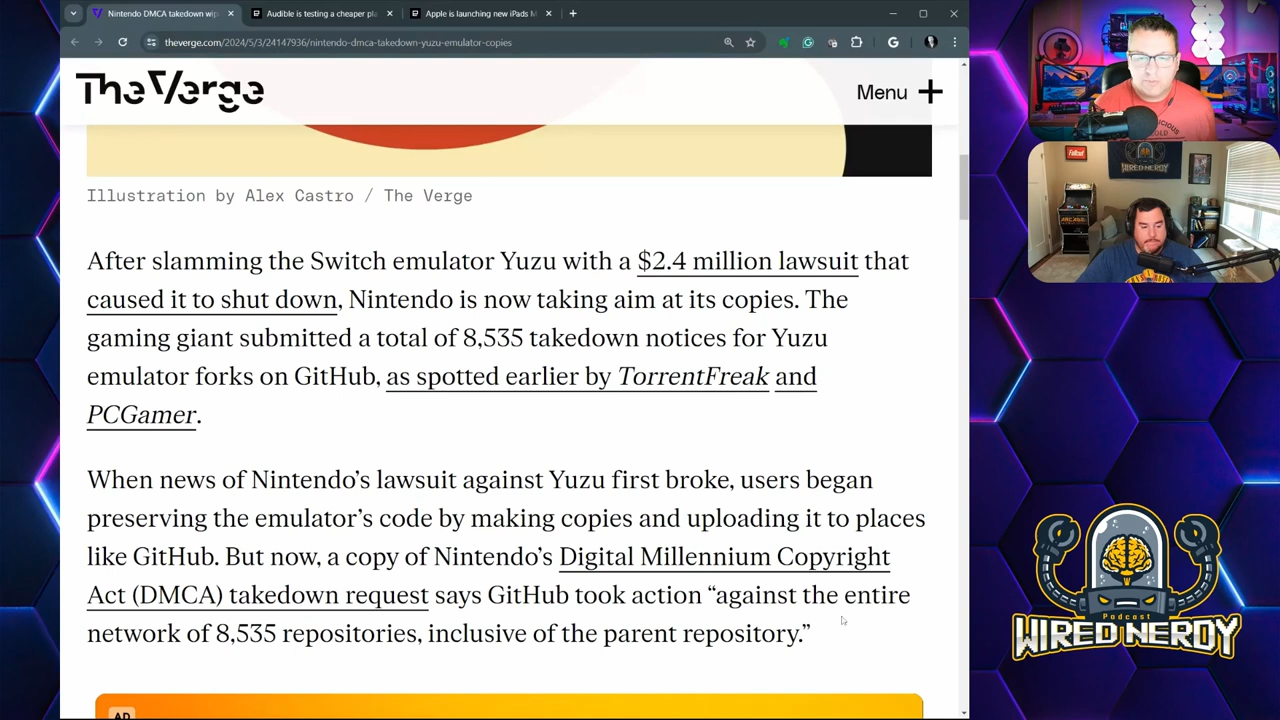 Nintendo DMCA takedown wip
Audible is testing a cheaper pla
Apple is launching new iPads M
theverge.com/2024/5/3/24147936/nintendo-dmca-takedown-yuzu-emulator-copies
The Verge
Menu
Illustration by Alex Castro / The Verge
After slamming the Switch emulator Yuzu with a $2.4 million lawsuit that
caused it to shut down, Nintendo is now taking aim at its copies. The
gaming giant submitted a total of 8,535 takedown notices for Yuzu
emulator forks on GitHub, as spotted earlier by TorrentFreak and
PCGamer.
When news of Nintendo’s lawsuit against Yuzu first broke, users began
preserving the emulator’s code by making copies and uploading it to places
like GitHub. But now, a copy of Nintendo’s Digital Millennium Copyright
Act (DMCA) takedown request says GitHub took action “against the entire
network of 8,535 repositories, inclusive of the parent repository.”
AD
Fallout
WIRED NERDY
Podcast
WIRED NERDY